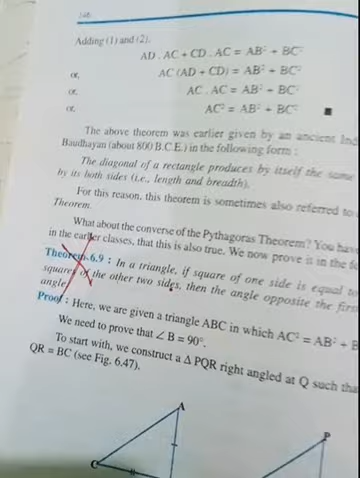 146
Adding (1) and (2),
AD . AC + CD . AC = AB² + BC²
or, AC (AD + CD) = AB² + BC²
or, AC . AC = AB² + BC²
or, AC² = AB² + BC²
The above theorem was earlier given by an ancient
Baudhayan (about 800 B.C.E.) in the following form :
The diagonal of a rectangle produces by itself the same
by its both sides (i.e., length and breadth).
For this reason, this theorem is sometimes also referred to
Theorem.
What about the converse of the Pythagoras Theorem? You have
in the earlier classes, that this is also true. We now prove it in the
Theorem 6.9 : In a triangle, if square of one side is equal to
squares of the other two sides, then the angle opposite the first
angle
Proof : Here, we are given a triangle ABC in which AC² = AB² +
We need to prove that ∠ B = 90°.
To start with, we construct a Δ PQR right angled at Q such
QR = BC (see Fig. 6.47).
A
P
C